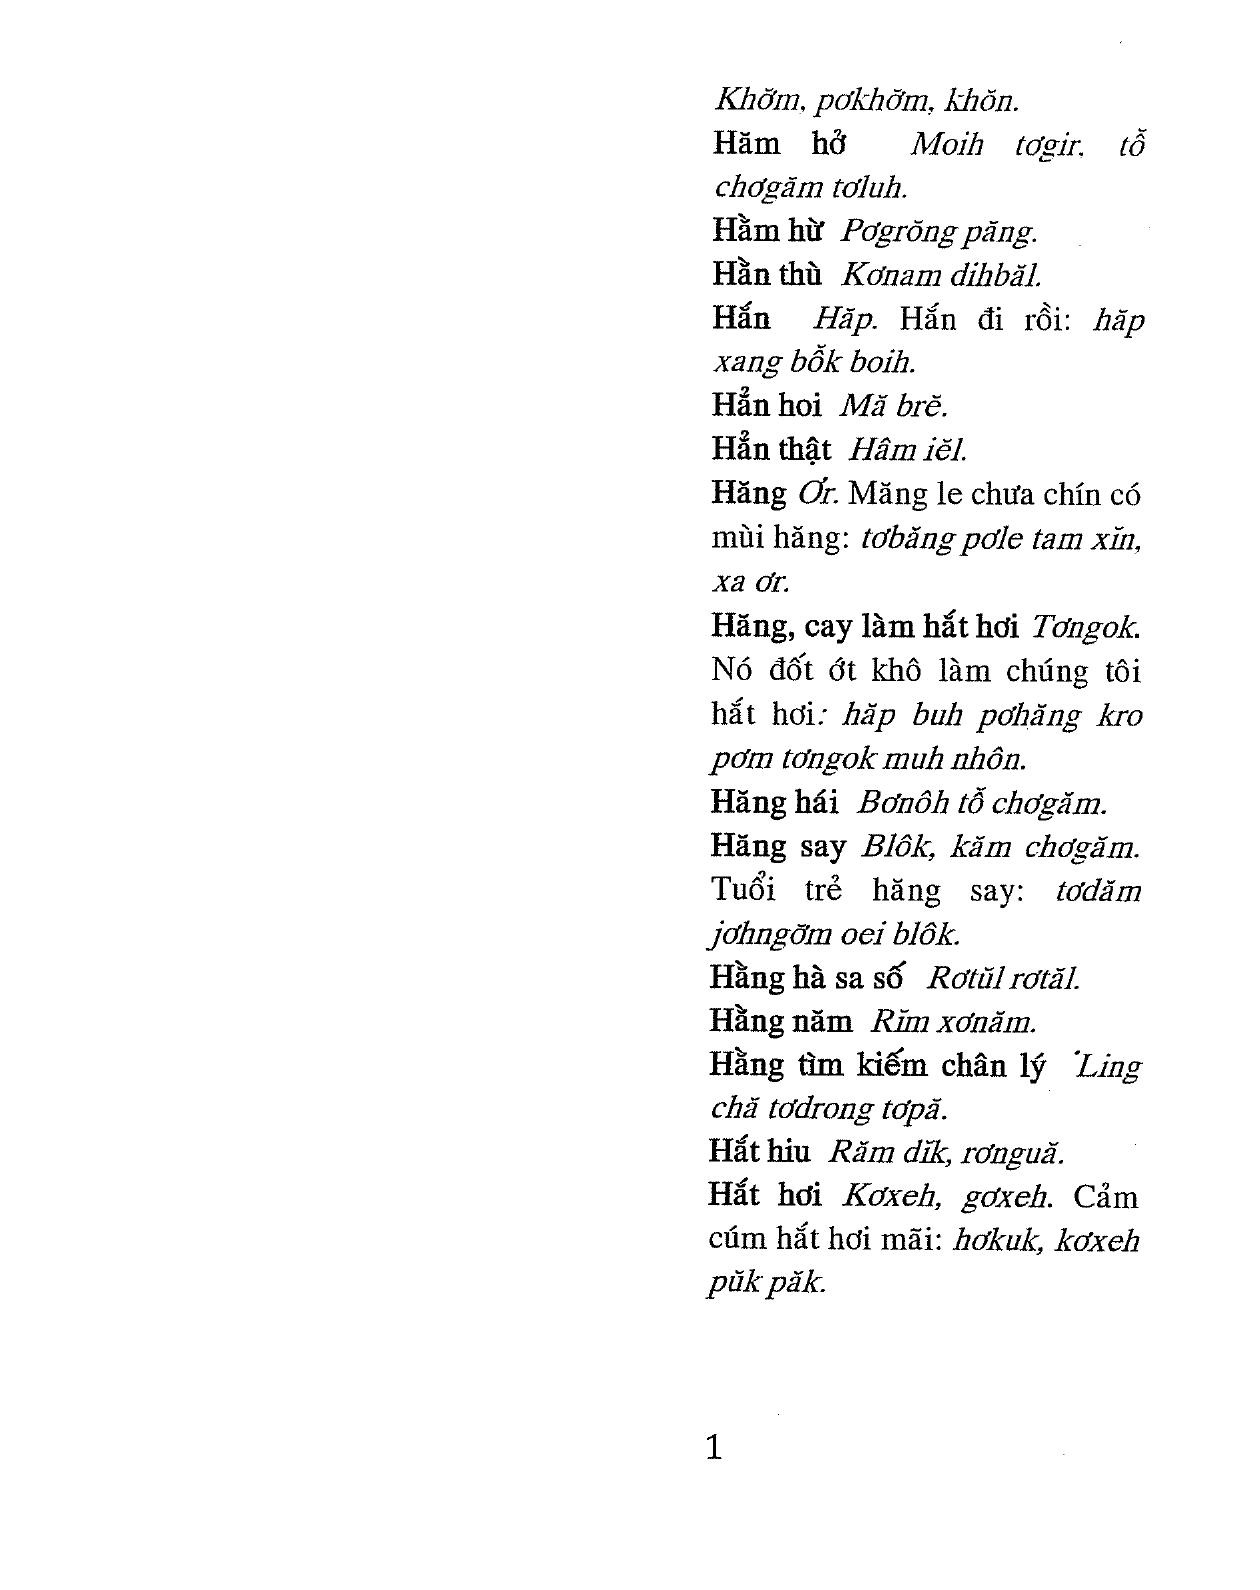 Khơ̆m, pơkhơ̆m, khŏn.
Hăm hở Moih tơgir. tỗ̆
chơgăm tơluh.
Hằm hừ Pơgrŏng păng.
Hằn thù Kơnam dihbăl.
Hắn Hăp. Hắn đi rồi: hăp
xang bô̆k boih.
Hẳn hoi Mă brĕ.
Hẳn thật Hâm iĕl.
Hăng Ơr. Măng le chưa chín có
mùi hăng: tơbăng pơle tam xĭn,
xa ơr.
Hăng, cay làm hắt hơi Tơngok.
Nó đốt ớt khô làm chúng tôi
hắt hơi: hăp buh pơhăng kro
pơm tơngok muh nhôn.
Hăng hái Bơnôh tô̆ chơgăm.
Hăng say Blôk, kăm chơgăm.
Tuổi trẻ hăng say: tơdăm
jơhngơ̆m oei blôk.
Hằng hà sa số Rơtŭl rơtăl.
Hằng năm Rĭm xơnăm.
Hằng tìm kiếm chân lý 'Ling
chă tơdrong tơpă.
Hắt hiu Răm dĭk, rơnguă.
Hắt hơi Kơxeh, gơxeh. Cảm
cúm hắt hơi mãi: hơkuk, kơxeh
pŭk păk.
1